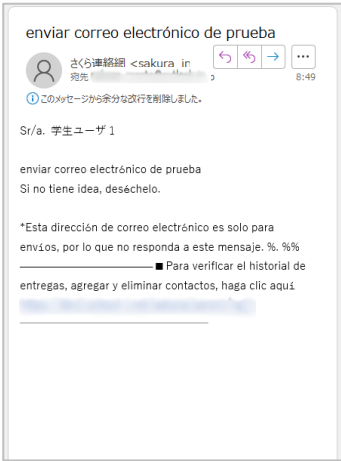 enviar correo electrónico de prueba
さくら連絡網 <sakura_in
宛先
8:49
このメッセージから余分な改行を削除しました。
Sr/a. 学生ユーザ1
enviar correo electrónico de prueba
Si no tiene idea, deséchelo.
*Esta dirección de correo electrónico es solo para
envíos, por lo que no responda a este mensaje. %. %%
■ Para verificar el historial de
entregas, agregar y eliminar contactos, haga clic aquí